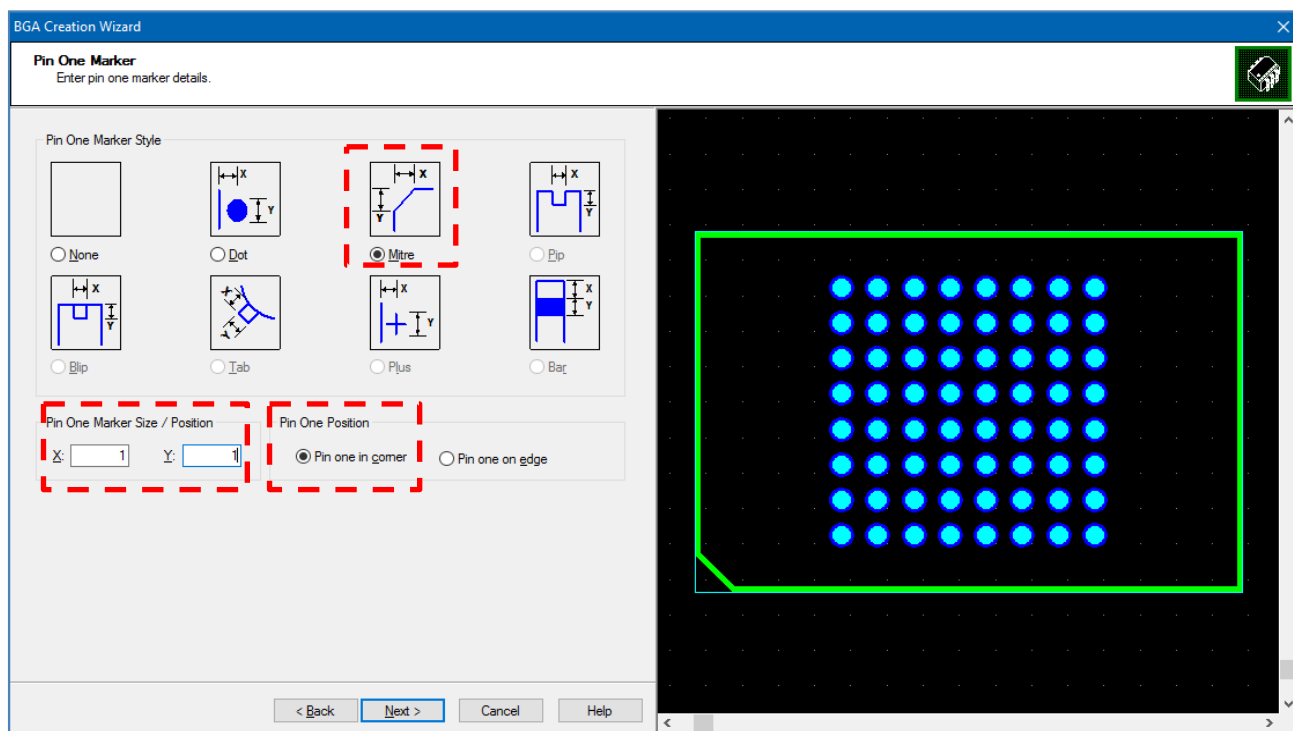 BGA Creation Wizard
Pin One Marker
Enter pin one marker details.
Pin One Marker Style
X
X
X
X
Y
Y
Y
None
Dot
Mitre
Pip
X
X
X
X
Y
Y
Y
Y
Blip
Tab
Plus
Bar
Pin One Marker Size / Position
Pin One Position
X: 1 Y: 1
Pin one in corner
Pin one on edge
< Back
Next >
Cancel
Help